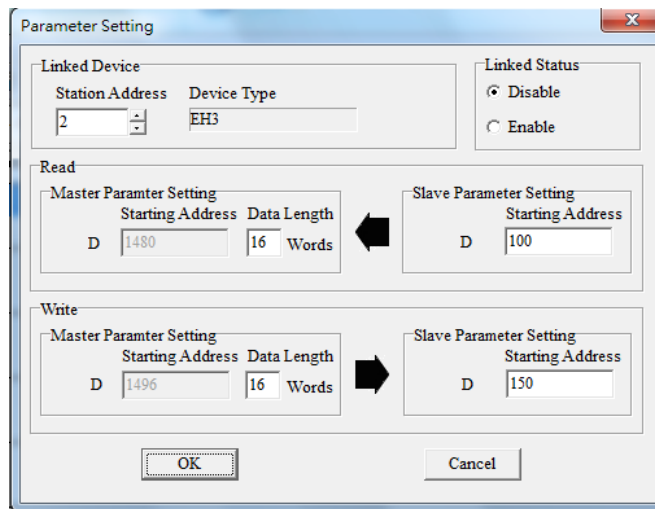 Parameter Setting
x
Linked Device
Station Address Device Type
2 EH3
Linked Status
Disable
Enable
Read
Master Paramter Setting
Starting Address Data Length
D 1480 16 Words
Slave Parameter Setting
Starting Address
D 100
Write
Master Paramter Setting
Starting Address Data Length
D 1496 16 Words
Slave Parameter Setting
Starting Address
D 150
OK Cancel